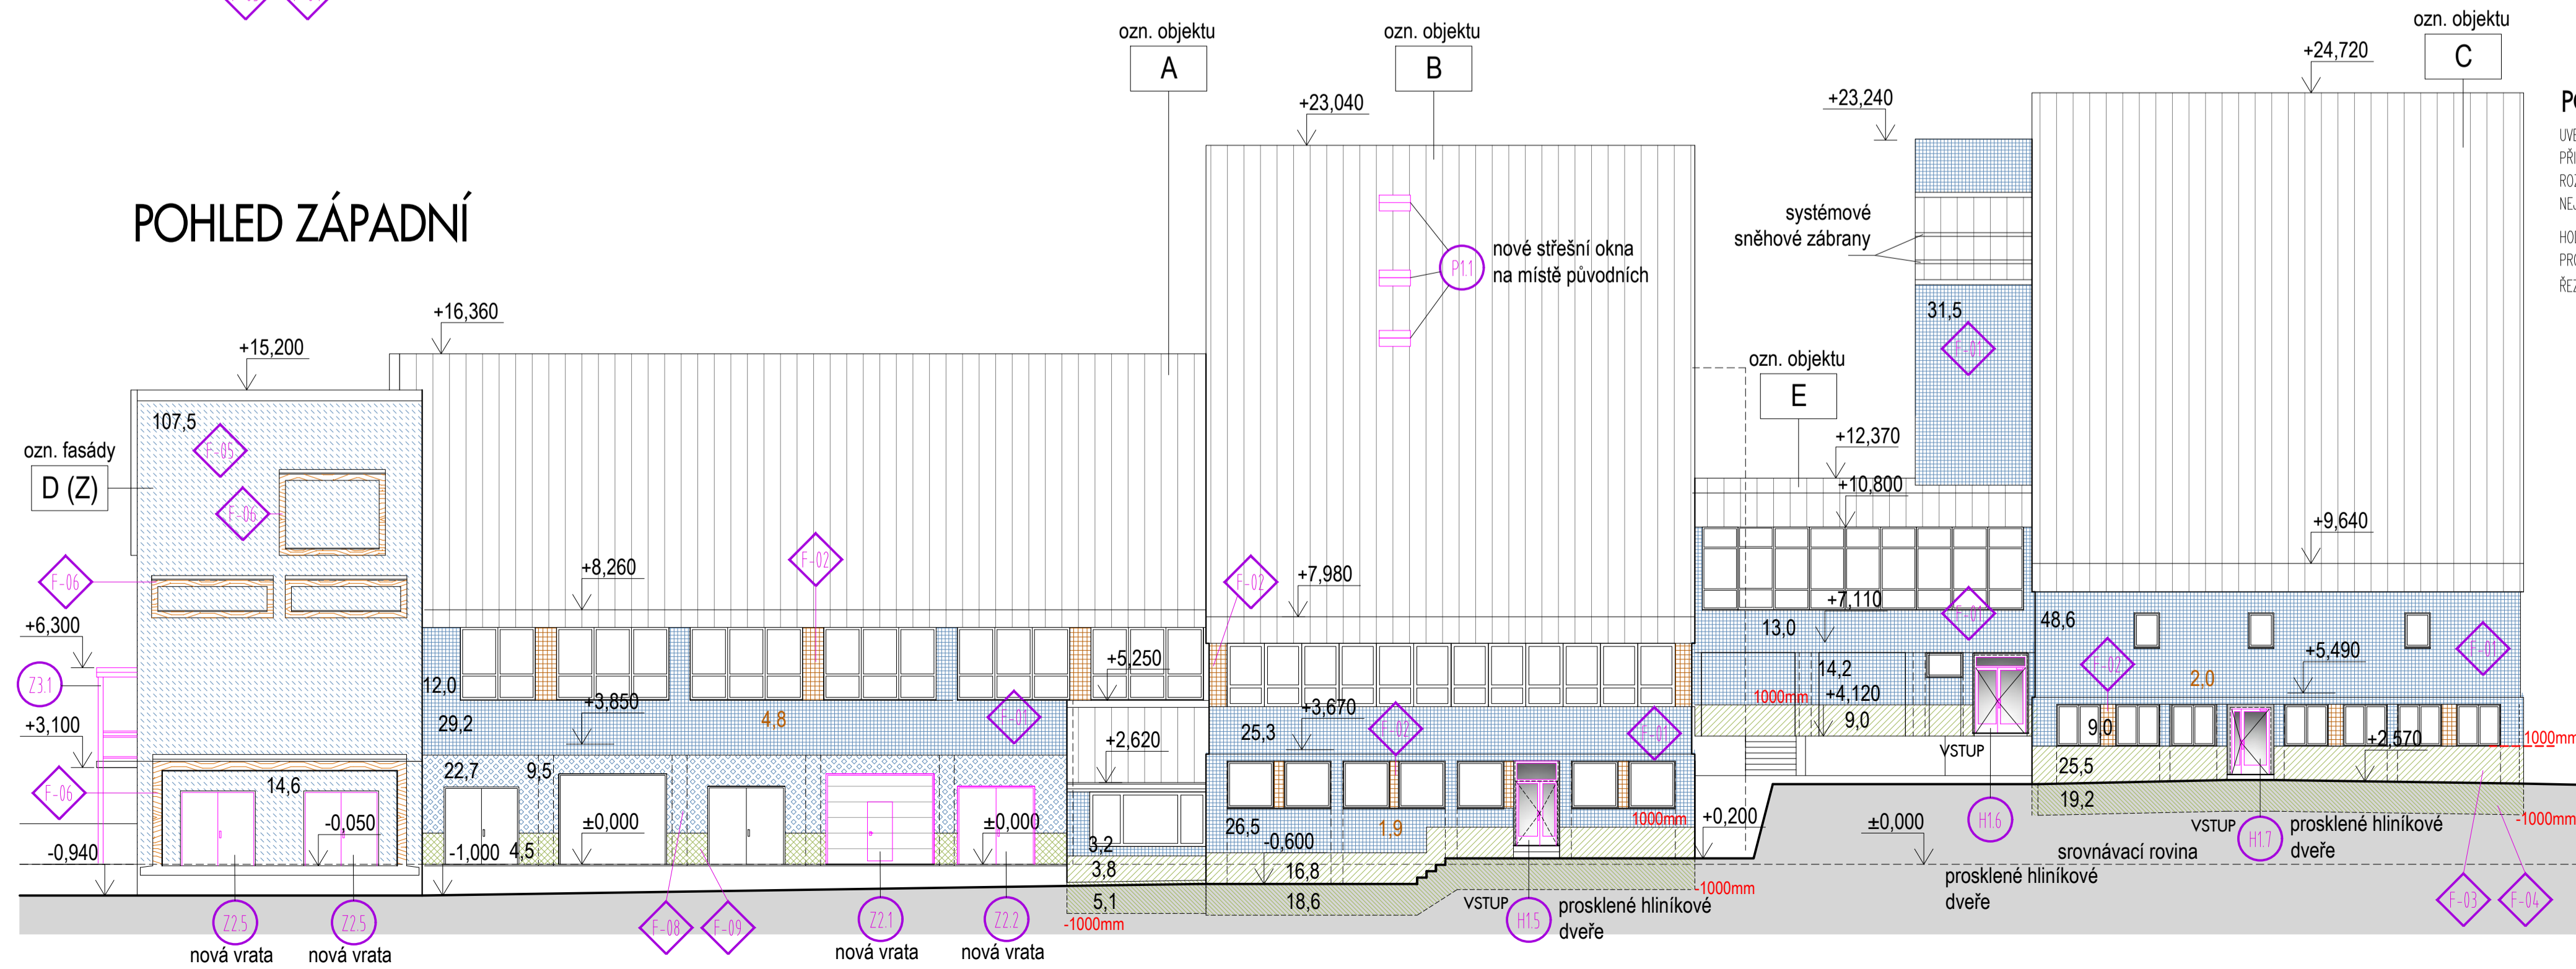 POHLED ZÁPADNÍ
ozn. objektu
A
ozn. objektu
B
ozn. objektu
C
ozn. objektu
E
ozn. fasády
D (Z)
+24,720
+23,240
+23,040
+16,360
+15,200
+12,370
+10,800
+9,640
+8,260
+7,980
+7,110
+6,300
+5,490
+5,250
+4,120
+3,850
+3,670
+3,100
+2,620
+2,570
+0,200
±0,000
±0,000
±0,000
-0,050
-0,600
-0,940
-1,000
systémové
sněhové zábrany
P1.1
nové střešní okna
na místě původních
107,5
F-05
F-06
F-06
F-06
Z3.1
14,6
12,0
29,2
4,8
22,7
9,5
4,5
F-02
F-01
3,2
3,8
5,1
-1000mm
F-02
25,3
F-02
F-01
26,5
1,9
1000mm
16,8
18,6
-1000mm
31,5
F-01
13,0
F-01
14,2
1000mm
9,0
48,6
F-02
F-01
2,0
9,0
1000mm
25,5
19,2
-1000mm
VSTUP
H1.6
prosklené hliníkové
dveře
VSTUP
H1.7
prosklené hliníkové
dveře
srovnávací rovina
VSTUP
H1.5
prosklené hliníkové
dveře
F-03
F-04
Z2.5
nová vrata
Z2.5
nová vrata
F-08
F-09
Z2.1
nová vrata
Z2.2
nová vrata